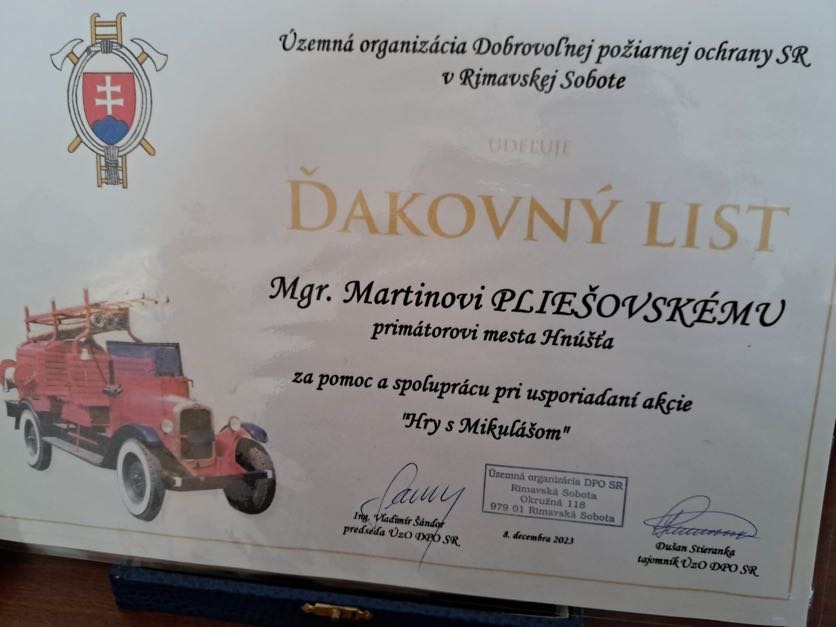 Územná organizácia Dobrovoľnej požiarnej ochrany SR
v Rimavskej Sobote
UDEĽUJE
ĎAKOVNÝ LIST
Mgr. Martinovi PLIEŠOVSKÉMU
primátorovi mesta Hnúšťa
za pomoc a spoluprácu pri usporiadaní akcie
"Hry s Mikulášom"
Územná organizácia DPO SR
Rimavská Sobota
Okružná 118
979 01 Rimavská Sobota
Ing. Vladimír Šándor
predseda ÚzO DPO SR
8. decembra 2023
Dušan Stieranka
tajomník ÚzO DPO SR